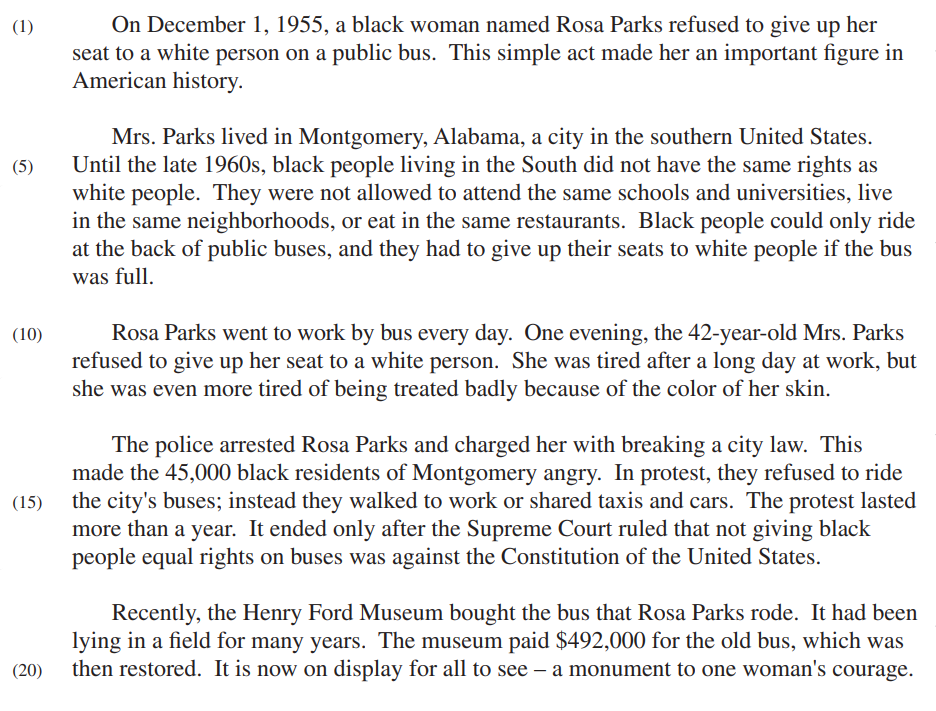 (1) On December 1, 1955, a black woman named Rosa Parks refused to give up her
seat to a white person on a public bus.  This simple act made her an important figure in
American history.
Mrs. Parks lived in Montgomery, Alabama, a city in the southern United States.
(5) Until the late 1960s, black people living in the South did not have the same rights as
white people.  They were not allowed to attend the same schools and universities, live
in the same neighborhoods, or eat in the same restaurants.  Black people could only ride
at the back of public buses, and they had to give up their seats to white people if the bus
was full.
(10) Rosa Parks went to work by bus every day.  One evening, the 42-year-old Mrs. Parks
refused to give up her seat to a white person.  She was tired after a long day at work, but
she was even more tired of being treated badly because of the color of her skin.
The police arrested Rosa Parks and charged her with breaking a city law.  This
made the 45,000 black residents of Montgomery angry.  In protest, they refused to ride
(15) the city's buses; instead they walked to work or shared taxis and cars.  The protest lasted
more than a year.  It ended only after the Supreme Court ruled that not giving black
people equal rights on buses was against the Constitution of the United States.
Recently, the Henry Ford Museum bought the bus that Rosa Parks rode.  It had been
lying in a field for many years.  The museum paid $492,000 for the old bus, which was
(20) then restored.  It is now on display for all to see – a monument to one woman's courage.